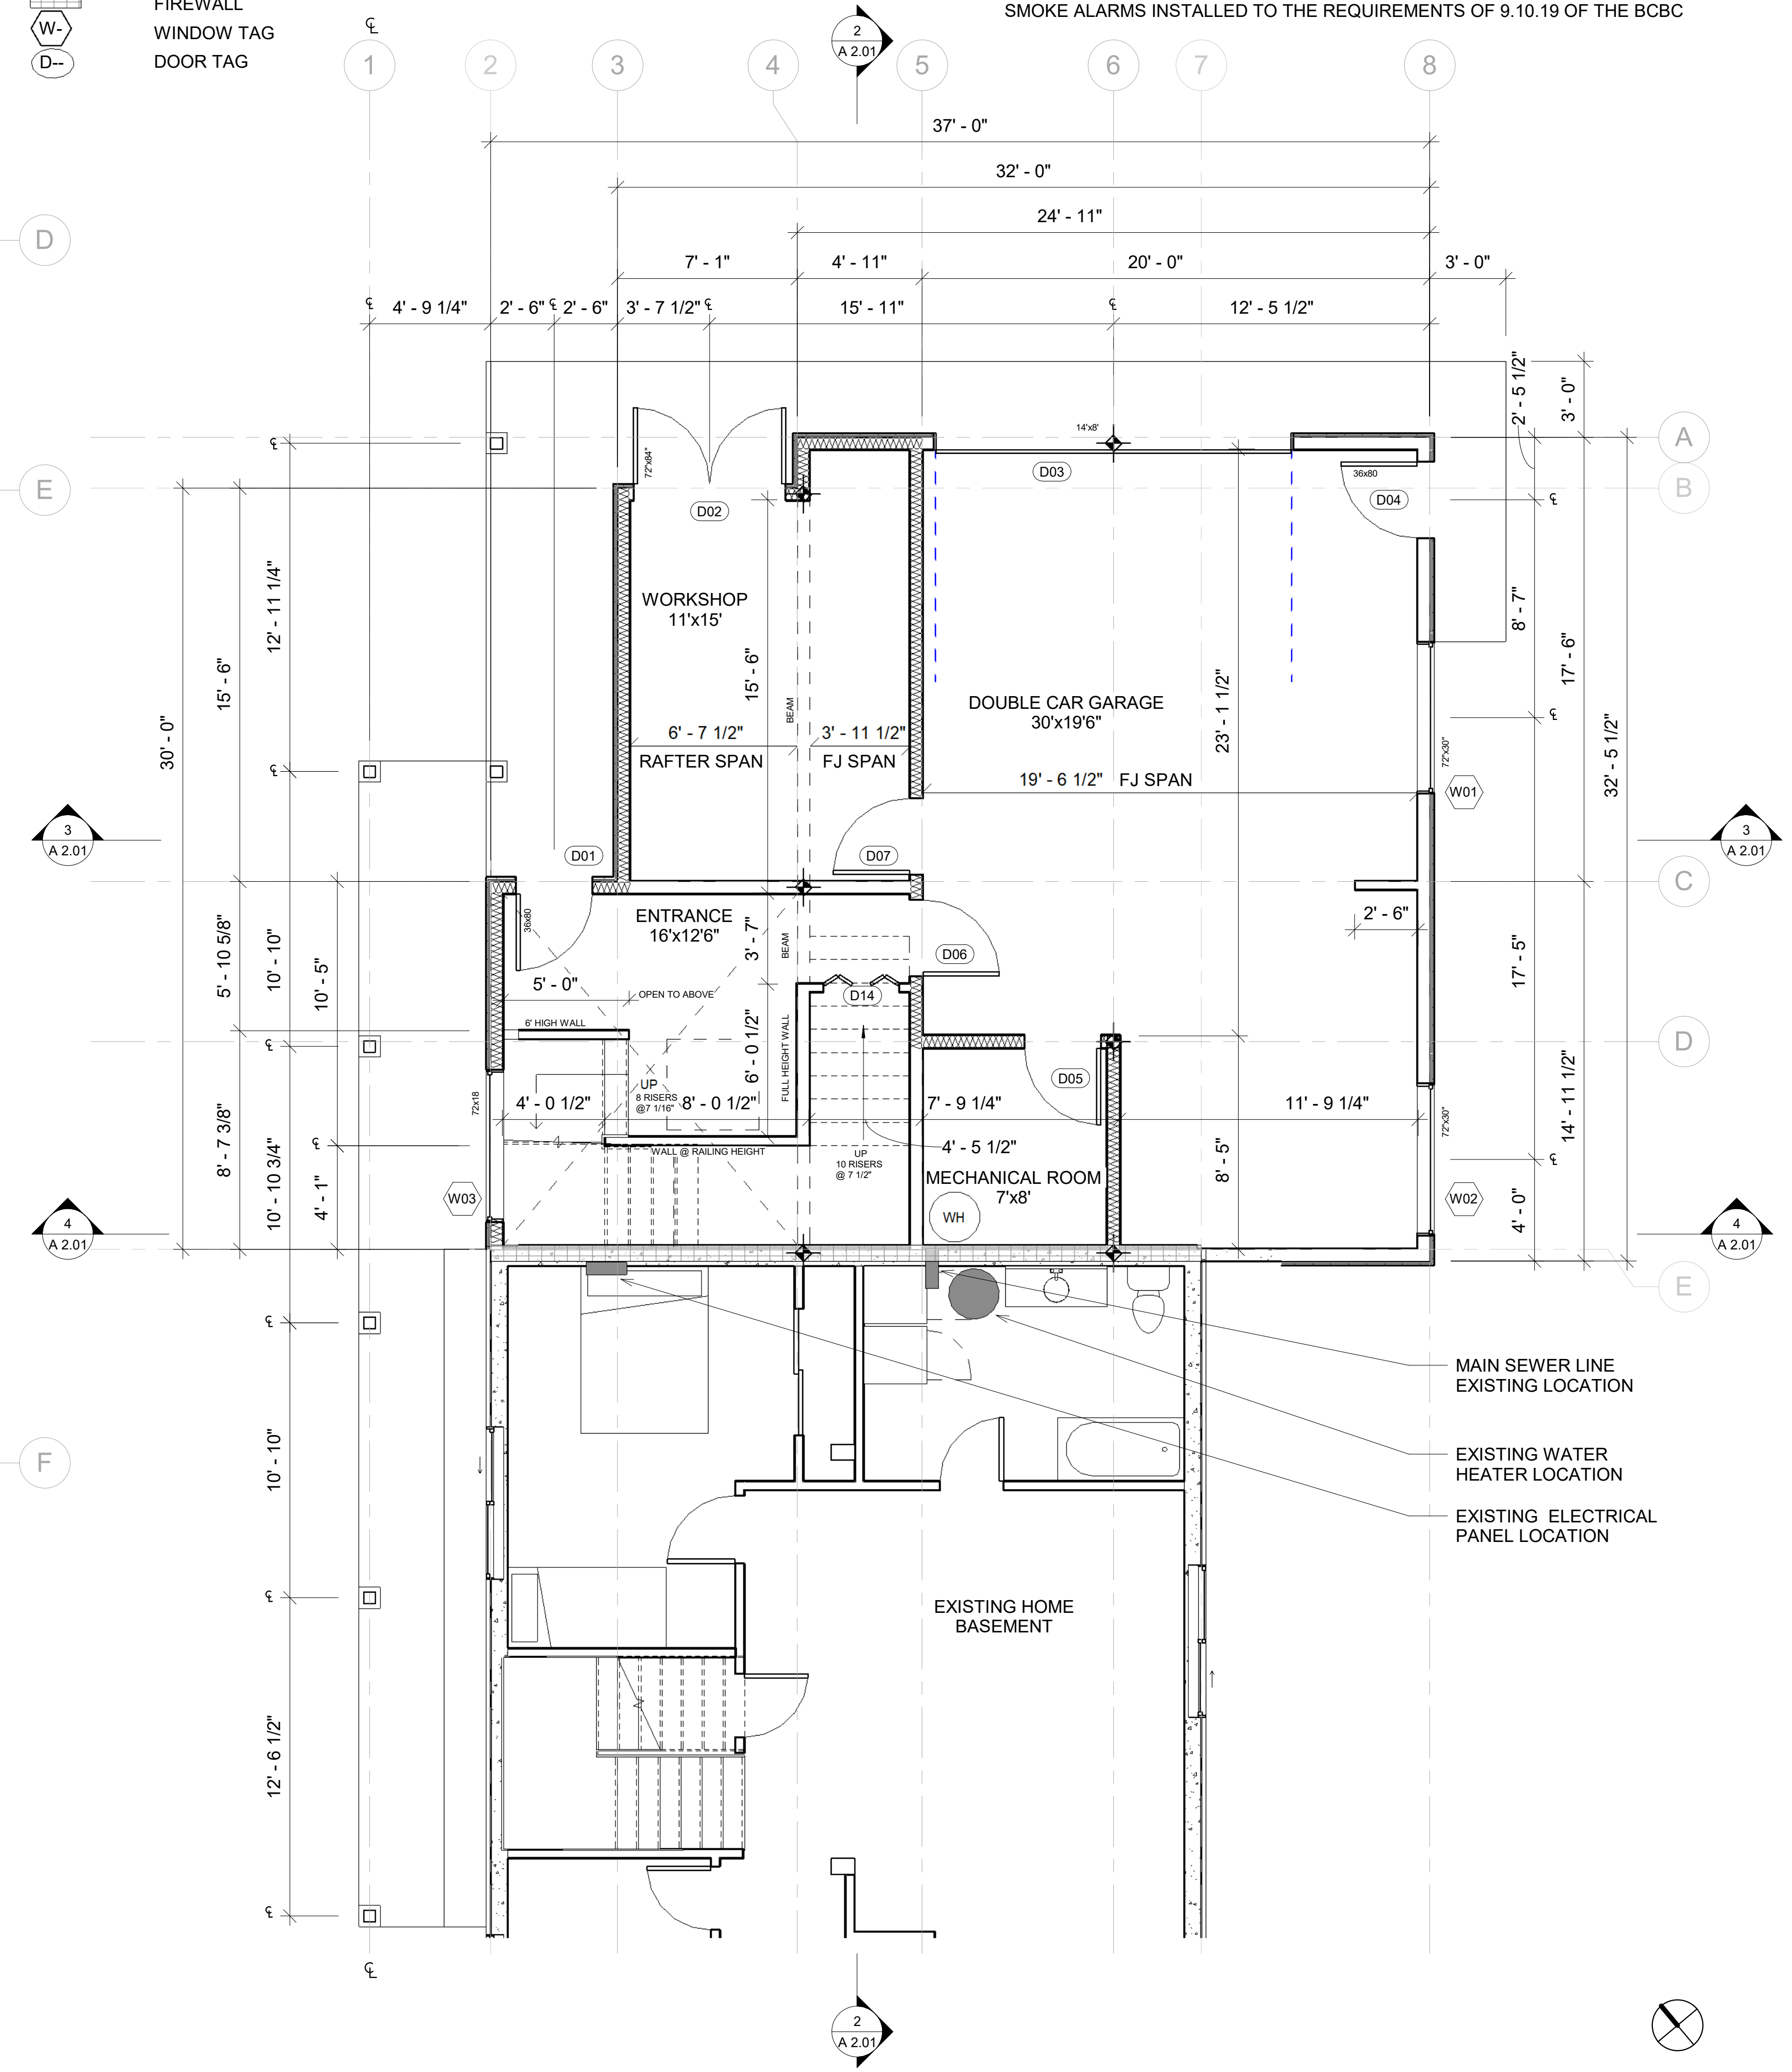 FIREWALL
W-
WINDOW TAG
D--
DOOR TAG
SMOKE ALARMS INSTALLED TO THE REQUIREMENTS OF 9.10.19 OF THE BCBC
℄
2
A 2.01
1
2
3
4
5
6
7
8
37' - 0"
32' - 0"
24' - 11"
7' - 1"
4' - 11"
20' - 0"
3' - 0"
℄
4' - 9 1/4"
2' - 6"
℄
2' - 6"
3' - 7 1/2"
℄
15' - 11"
℄
12' - 5 1/2"
D
E
F
A
B
C
D
E
2' - 5 1/2"
3' - 0"
℄
72"x84"
14'x8'
D03
36x80
D04
D02
℄
12' - 11 1/4"
15' - 6"
30' - 0"
WORKSHOP
11'x15'
15' - 6"
BEAM
6' - 7 1/2"
RAFTER SPAN
3' - 11 1/2"
FJ SPAN
DOUBLE CAR GARAGE
30'x19'6"
23' - 1 1/2"
19' - 6 1/2"
FJ SPAN
8' - 7"
17' - 6"
32' - 5 1/2"
℄
72"x30"
W01
℄
3
A 2.01
3
A 2.01
D01
D07
36x80
ENTRANCE
16'x12'6"
3' - 7"
BEAM
D06
2' - 6"
5' - 10 5/8"
10' - 10"
10' - 5"
5' - 0"
OPEN TO ABOVE
D14
17' - 5"
6' HIGH WALL
℄
6' - 0 1/2"
FULL HEIGHT WALL
UP
8 RISERS
@7 1/16"
72x18
4' - 0 1/2"
8' - 0 1/2"
D05
7' - 9 1/4"
11' - 9 1/4"
72"x30"
14' - 11 1/2"
8' - 7 3/8"
10' - 10 3/4"
4' - 1"
℄
WALL @ RAILING HEIGHT
UP
10 RISERS
@ 7 1/2"
4' - 5 1/2"
MECHANICAL ROOM
7'x8'
8' - 5"
℄
4' - 0"
W03
WH
W02
4
A 2.01
4
A 2.01
℄
MAIN SEWER LINE
EXISTING LOCATION
EXISTING WATER
HEATER LOCATION
EXISTING ELECTRICAL
PANEL LOCATION
10' - 10"
℄
EXISTING HOME
BASEMENT
12' - 6 1/2"
℄
℄
2
A 2.01